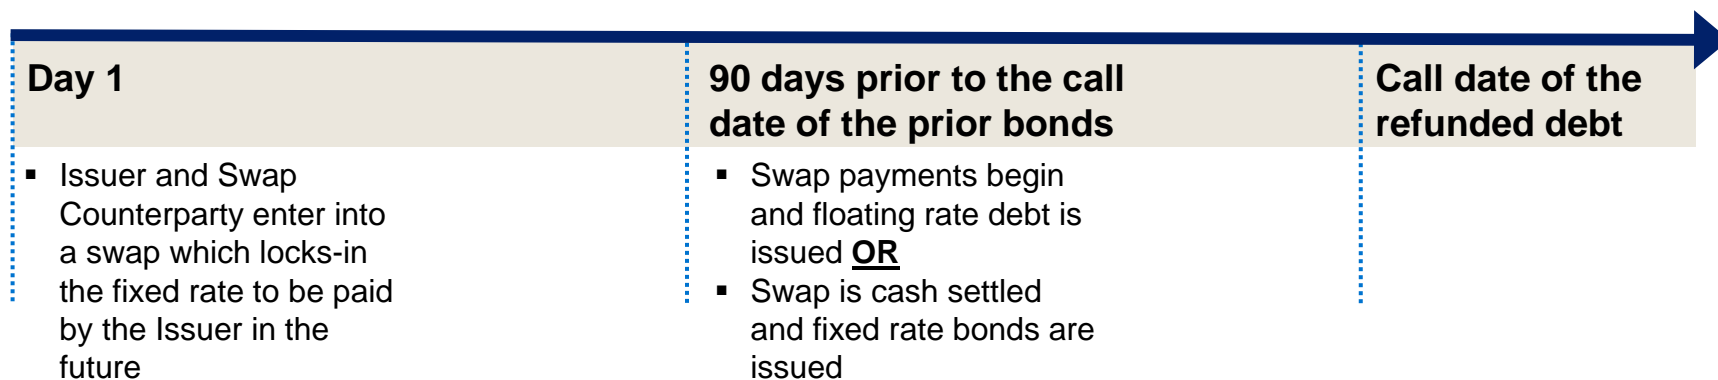 Day 1
▪ Issuer and Swap
Counterparty enter into
a swap which locks-in
the fixed rate to be paid
by the Issuer in the
future
90 days prior to the call
date of the prior bonds
▪ Swap payments begin
and floating rate debt is
issued OR
▪ Swap is cash settled
and fixed rate bonds are
issued
Call date of the
refunded debt